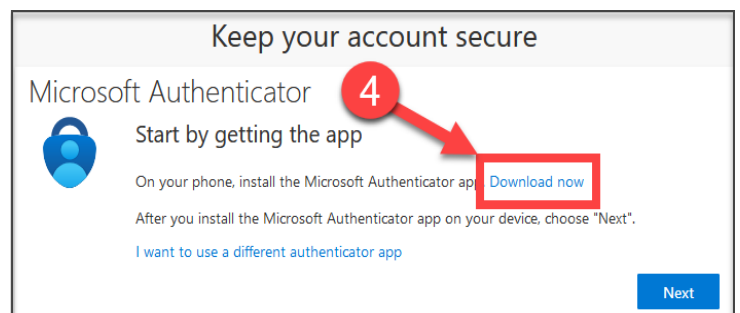 Keep your account secure
Microsoft Authenticator
4
Start by getting the app
On your phone, install the Microsoft Authenticator app. Download now
After you install the Microsoft Authenticator app on your device, choose "Next".
I want to use a different authenticator app
Next